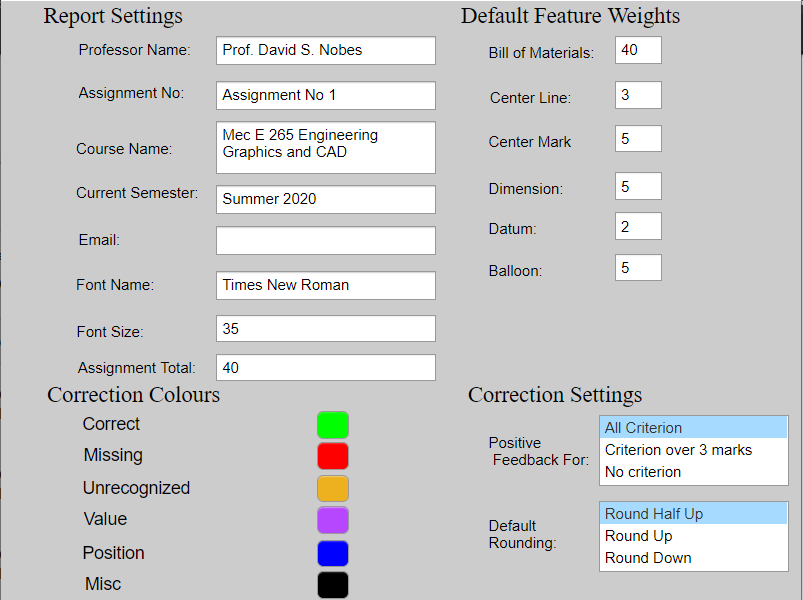 Report Settings
Professor Name: Prof. David S. Nobes
Assignment No: Assignment No 1
Course Name: Mec E 265 Engineering
Graphics and CAD
Current Semester: Summer 2020
Email:
Font Name: Times New Roman
Font Size: 35
Assignment Total: 40
Default Feature Weights
Bill of Materials: 40
Center Line: 3
Center Mark 5
Dimension: 5
Datum: 2
Balloon: 5
Correction Colours
Correct
Missing
Unrecognized
Value
Position
Misc
Correction Settings
Positive
Feedback For:
All Criterion
Criterion over 3 marks
No criterion
Default
Rounding:
Round Half Up
Round Up
Round Down